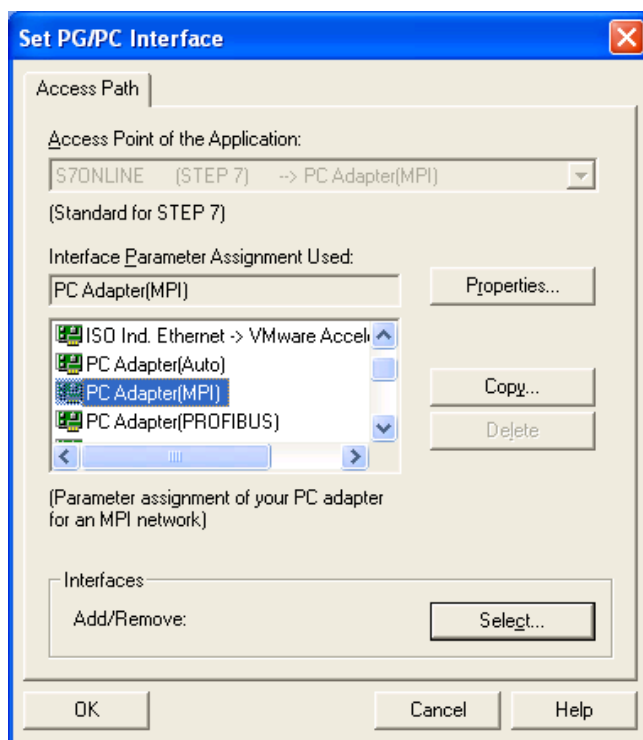 Set PG/PC Interface
Access Path
Access Point of the Application:
S7ONLINE (STEP 7) --> PC Adapter(MPI)
(Standard for STEP 7)
Interface Parameter Assignment Used:
PC Adapter(MPI)
Properties...
ISO Ind. Ethernet -> VMware Accel
PC Adapter(Auto)
PC Adapter(MPI)
PC Adapter(PROFIBUS)
Copy...
Delete
(Parameter assignment of your PC adapter
for an MPI network)
Interfaces
Add/Remove:
Select...
OK
Cancel
Help